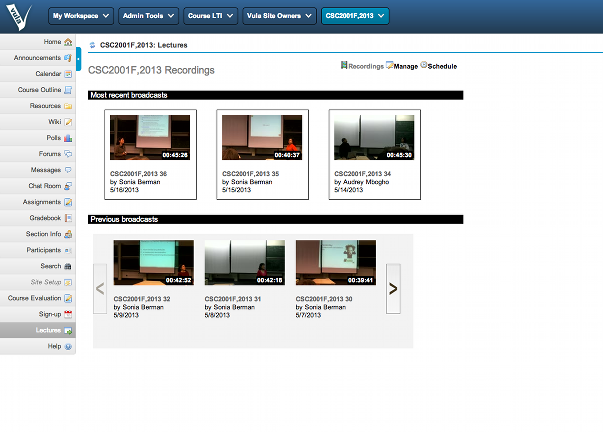 vula
My Workspace
Admin Tools
Course LTI
Vula Site Owners
CSC2001F,2013
Home
Announcements
Calendar
Course Outline
Resources
Wiki
Polls
Forums
Messages
Chat Room
Assignments
Gradebook
Section Info
Participants
Search
Site Setup
Course Evaluation
Sign-up
Lectures
Help
CSC2001F,2013: Lectures
CSC2001F,2013 Recordings
Recordings Manage Schedule
Most recent broadcasts
00:45:26
CSC2001F,2013 36
by Sonia Berman
5/16/2013
00:40:37
CSC2001F,2013 35
by Sonia Berman
5/15/2013
00:45:30
CSC2001F,2013 34
by Audrey Mbogho
5/14/2013
Previous broadcasts
<
00:42:52
CSC2001F,2013 32
by Sonia Berman
5/9/2013
00:42:18
CSC2001F,2013 31
by Sonia Berman
5/8/2013
00:39:41
CSC2001F,2013 30
by Sonia Berman
5/7/2013
>